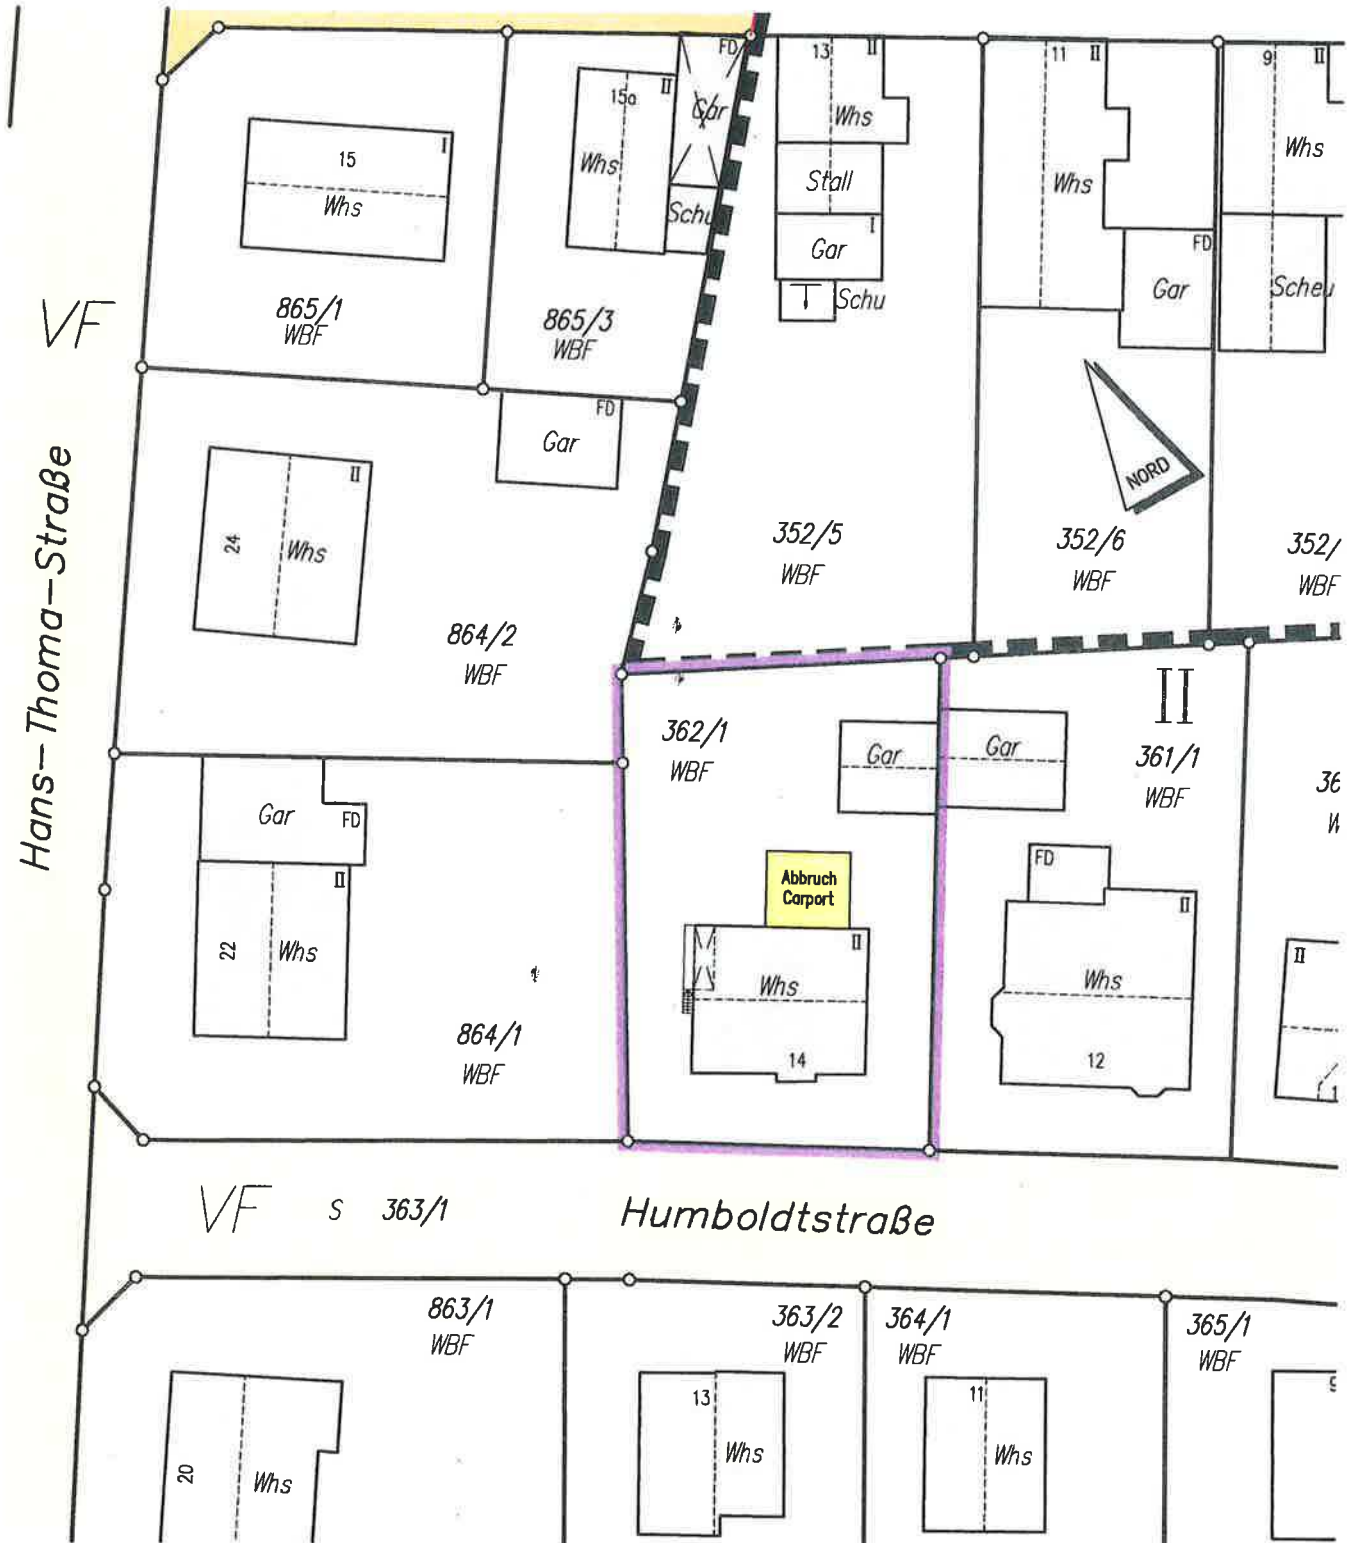 FD
13
II
11
II
9
II
15a
II
Gar
Whs
Whs
I
15
Whs
Whs
Whs
Stall
Schu
I
Gar
FD
Gar
Scheu
Schu
VF
865/1
WBF
865/3
WBF
FD
Gar
II
24
Whs
NORD
Hans-Thoma-Straße
352/5
WBF
352/6
WBF
352/
WBF
864/2
WBF
II
362/1
WBF
Gar
Gar
361/1
WBF
36
Gar
FD
FD
Abbruch
Carport
II
II
II
II
22
Whs
Whs
Whs
14
12
864/1
WBF
VF
S
363/1
Humboldtstraße
863/1
WBF
363/2
WBF
364/1
WBF
365/1
WBF
13
11
Whs
Whs
20
Whs